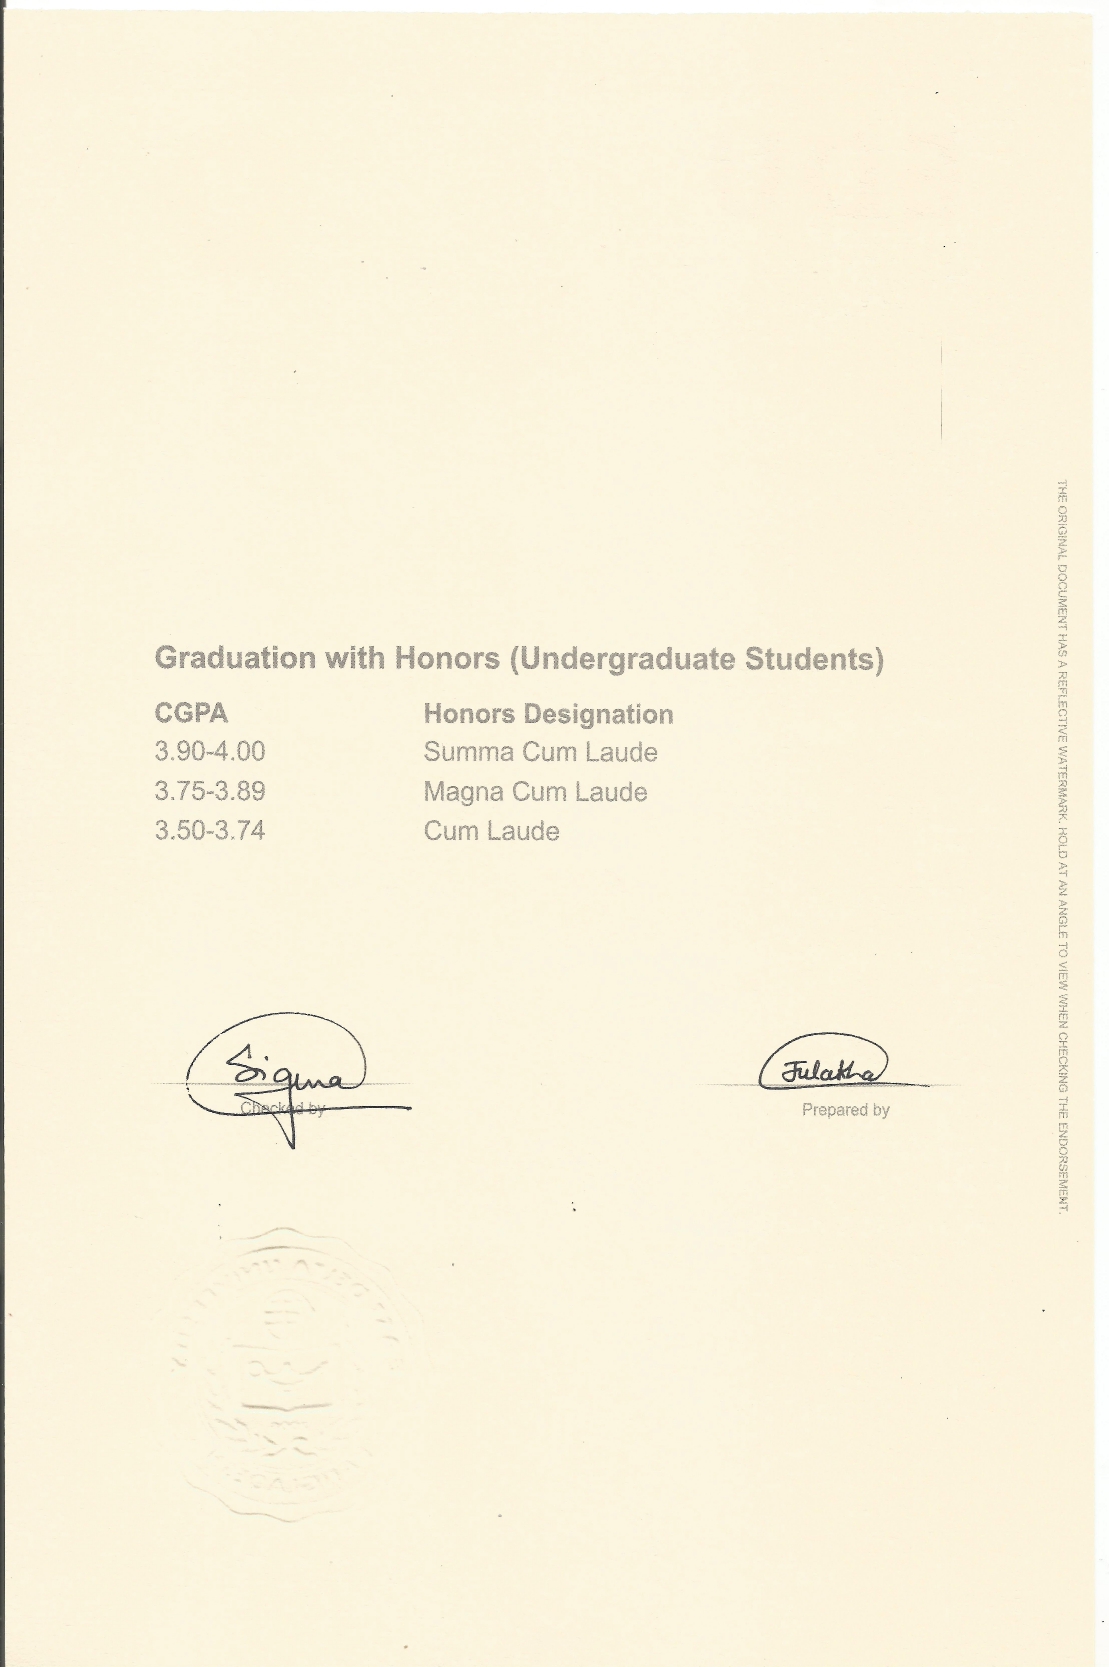 Graduation with Honors (Undergraduate Students)
CGPA Honors Designation
3.90-4.00 Summa Cum Laude
3.75-3.89 Magna Cum Laude
3.50-3.74 Cum Laude
Sigma
Checked by
Julakha
Prepared by
THE ORIGINAL DOCUMENT HAS A REFLECTIVE WATERMARK. HOLD AT AN ANGLE TO VIEW WHEN CHECKING THE ENDORSEMENT.